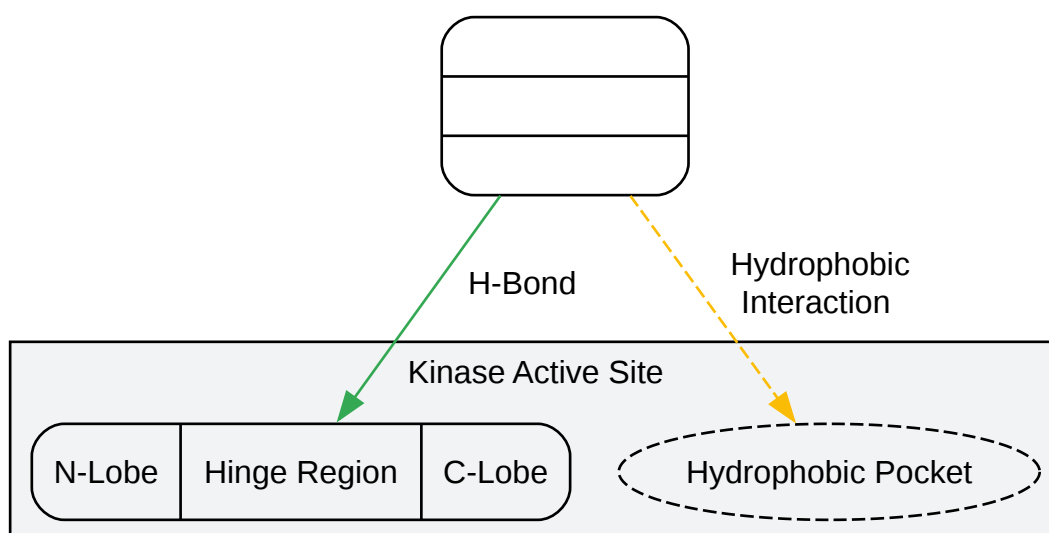 H-Bond
Hydrophobic
Interaction
Kinase Active Site
N-Lobe
Hinge Region
C-Lobe
Hydrophobic Pocket